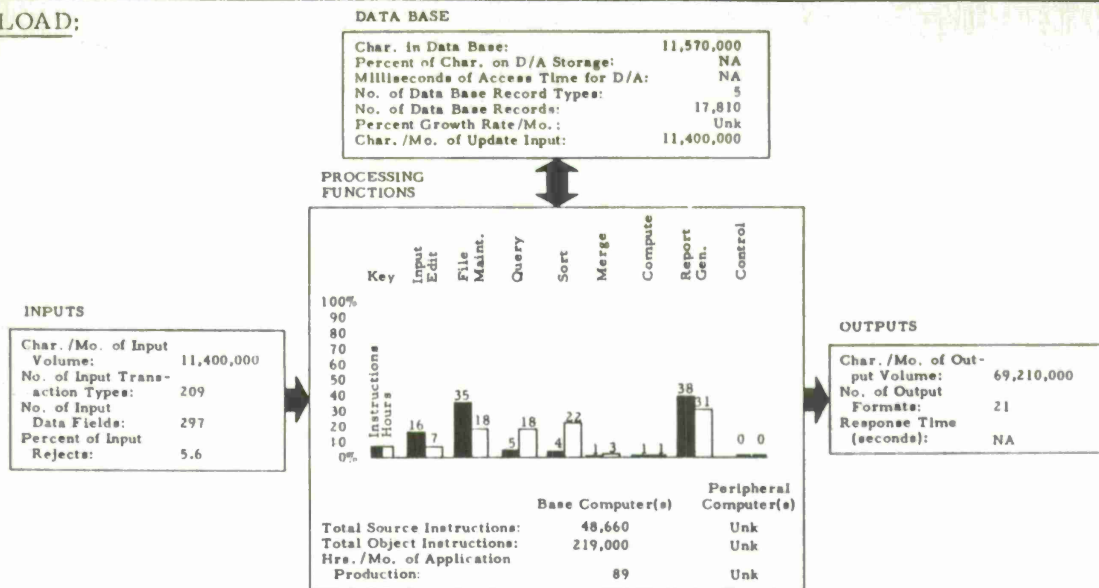 LOAD:
DATA BASE
Char. in Data Base: 11,570,000
Percent of Char. on D/A Storage: NA
Milliseconds of Access Time for D/A: NA
No. of Data Base Record Types: 5
No. of Data Base Records: 17,810
Percent Growth Rate/Mo.: Unk
Char. /Mo. of Update Input: 11,400,000
PROCESSING
FUNCTIONS
Key
Input
Edit
File
Maint.
Query
Sort
Merge
Compute
Report
Gen.
Control
100%
90
80
70
60
50
40
30
20
10
0%
Instructions
Hours
16 7
35 18
5 18
4 22
1 3
1 1
38 31
0 0
Base Computer(s)
Peripheral
Computer(s)
Total Source Instructions: 48,660 Unk
Total Object Instructions: 219,000 Unk
Hrs. /Mo. of Application
Production: 89 Unk
INPUTS
Char. /Mo. of Input
Volume: 11,400,000
No. of Input Trans-
action Types: 209
No. of Input
Data Fields: 297
Percent of Input
Rejects: 5.6
OUTPUTS
Char. /Mo. of Out-
put Volume: 69,210,000
No. of Output
Formats: 21
Response Time
(seconds): NA